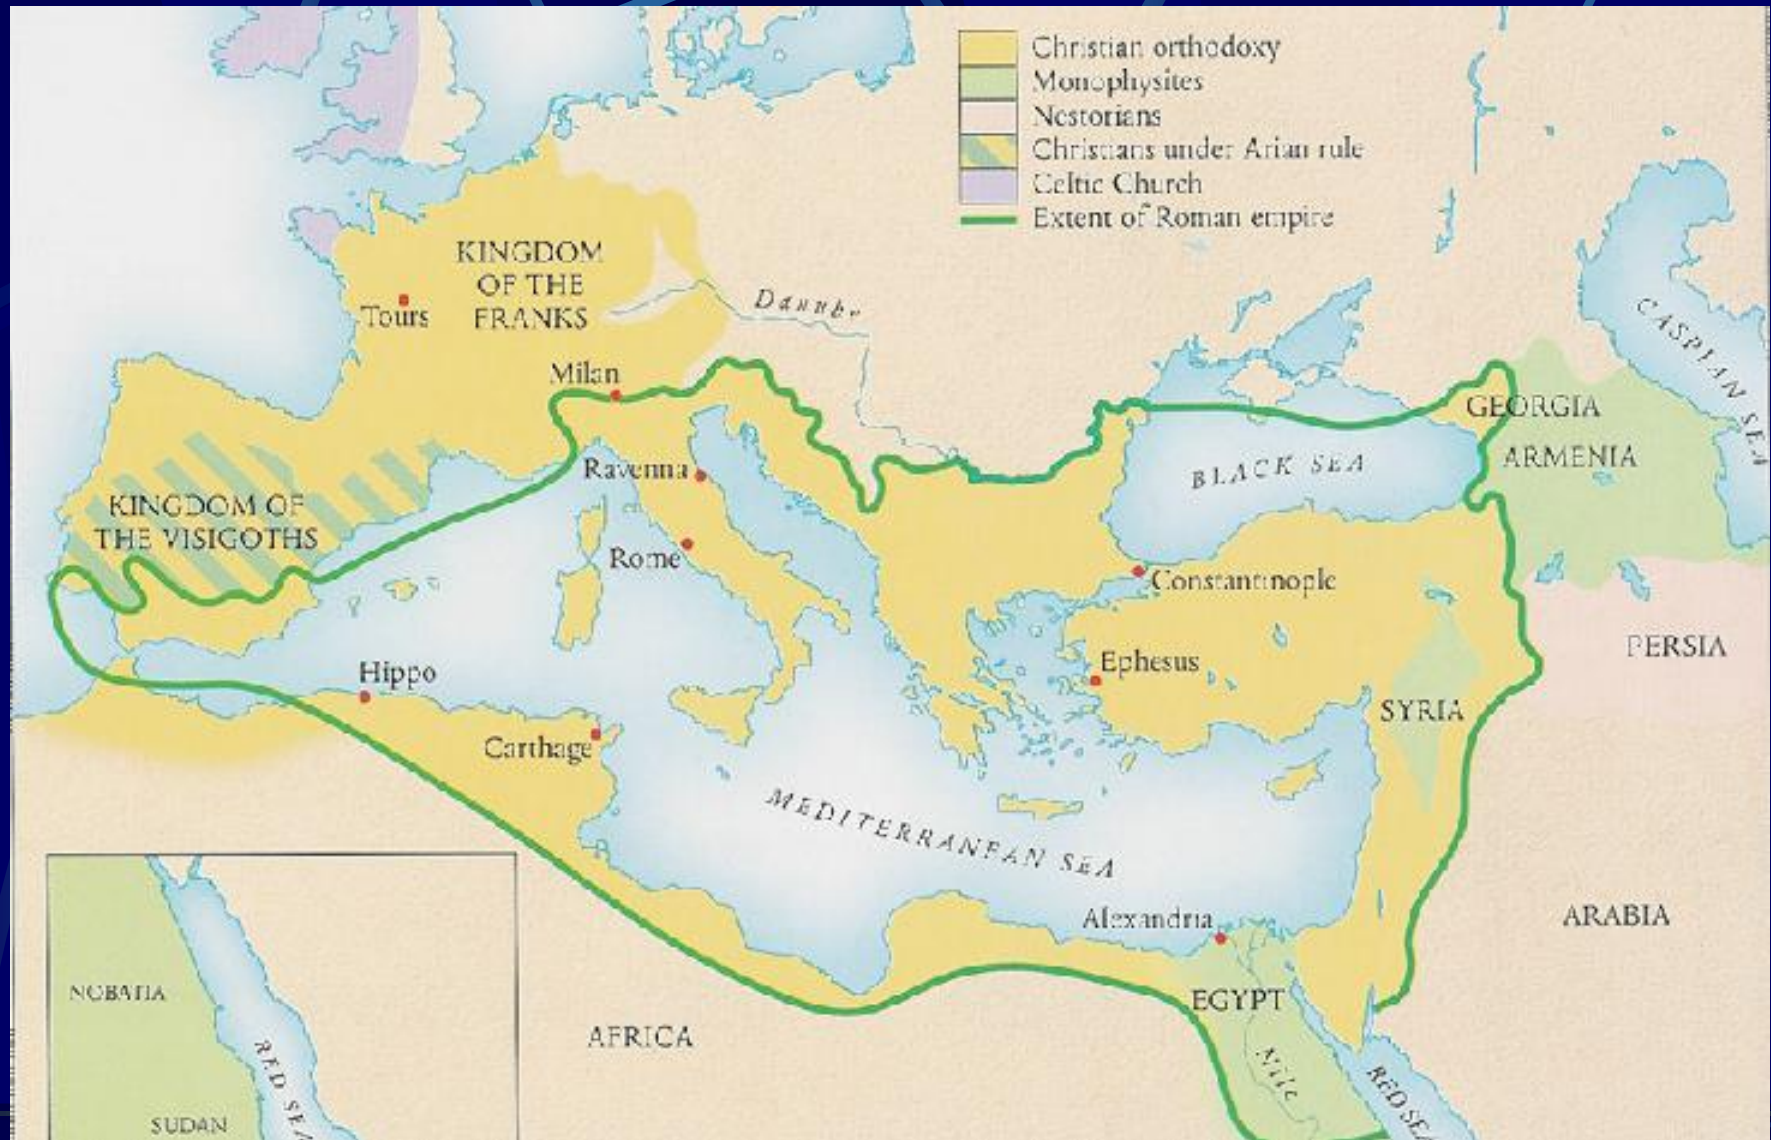 Christian orthodoxy
Monophysites
Nestorians
Christians under Arian rule
Celtic Church
Extent of Roman empire
KINGDOM
OF THE
FRANKS
Tours
Danube
Milan
CASPIAN SEA
GEORGIA
ARMENIA
BLACK SEA
Ravenna
KINGDOM OF
THE VISIGOTHS
Rome
Constantinople
PERSIA
Hippo
Ephesus
SYRIA
Carthage
MEDITERRANEAN SEA
Alexandria
ARABIA
NOBATIA
EGYPT
AFRICA
RED SEA
Nile
RED SEA
SUDAN